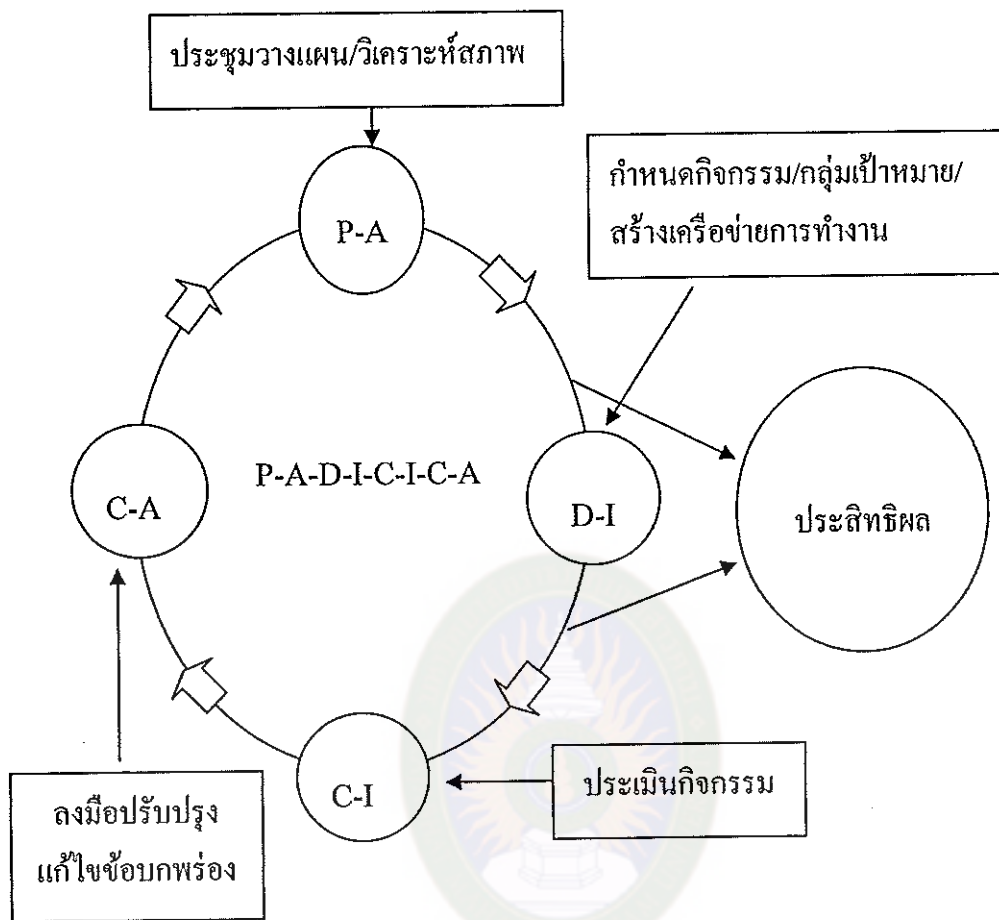 ประชุมวางแผน/วิเคราะห์สภาพ
กำหนดกิจกรรม/กลุ่มเป้าหมาย/
สร้างเครือข่ายการทำงาน
P-A
P-A-D-I-C-I-C-A
C-A
D-I
ประสิทธิผล
C-I
ประเมินกิจกรรม
ลงมือปรับปรุง
แก้ไขข้อบกพร่อง